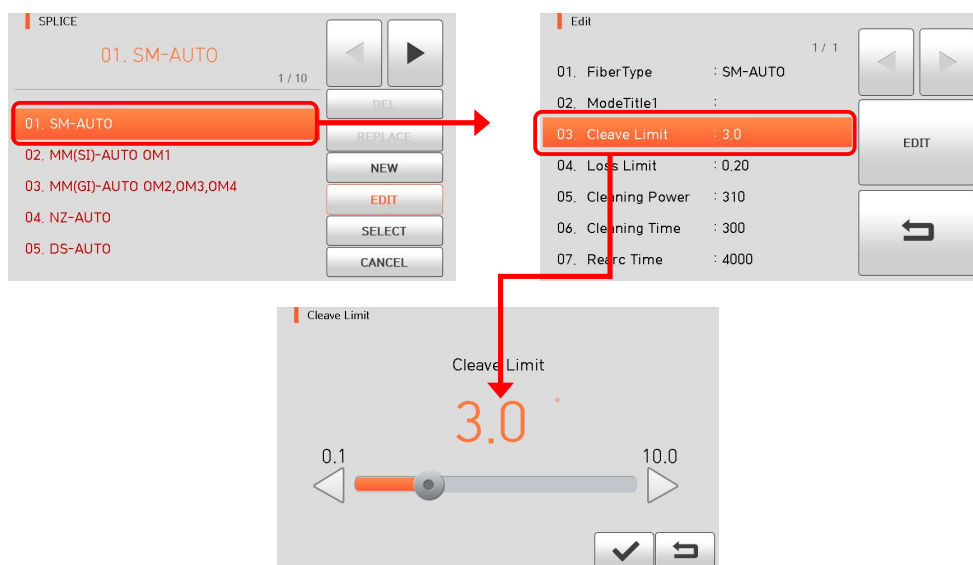 SPLICE
01. SM-AUTO
1 / 10
01. SM-AUTO
02. MM(SI)-AUTO OM1
03. MM(GI)-AUTO OM2,OM3,OM4
04. NZ-AUTO
05. DS-AUTO
DEL
REPLACE
NEW
EDIT
SELECT
CANCEL
Edit
1 / 1
01. FiberType : SM-AUTO
02. ModeTitle1 :
03. Cleave Limit : 3.0
04. Loss Limit : 0.20
05. Cleaning Power : 310
06. Cleaning Time : 300
07. Rearc Time : 4000
EDIT
Cleave Limit
Cleave Limit
3.0 °
0.1 10.0